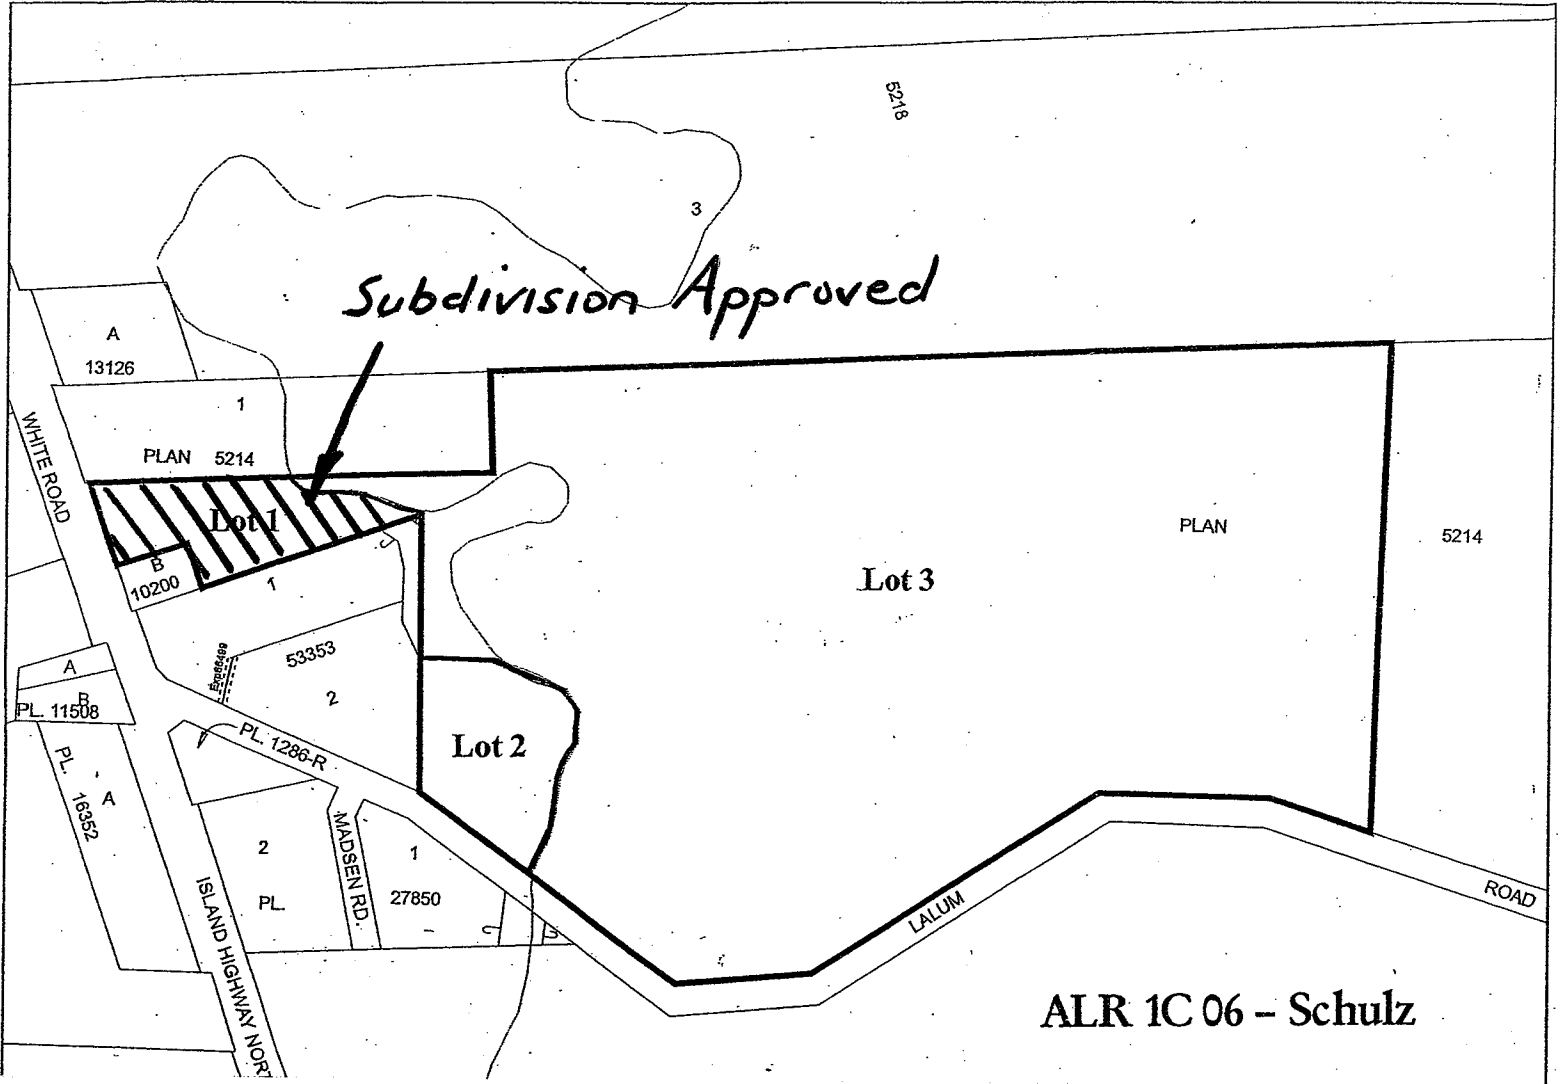 5218
3
Subdivision Approved
A
13126
1
PLAN 5214
WHITE ROAD
Lot 1
B
10200
1
PLAN
5214
Lot 3
53353
2
A
B
PL. 11508
PL. 1286-R
Lot 2
PL. 16352
A
2
PL.
MADSEN RD.
1
27850
ISLAND HIGHWAY NORT
LALUM
ROAD
ALR 1C 06 – Schulz